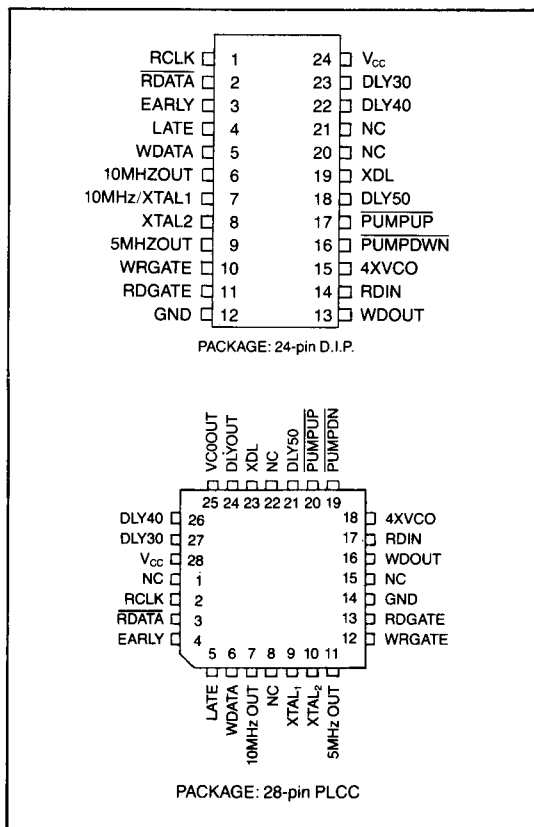 RCLK 1 24 Vcc
RDATA 2 23 DLY30
EARLY 3 22 DLY40
LATE 4 21 NC
WDATA 5 20 NC
10MHZOUT 6 19 XDL
10MHz/XTAL1 7 18 DLY50
XTAL2 8 17 PUMPUP
5MHZOUT 9 16 PUMPDWN
WRGATE 10 15 4XVCO
RDGATE 11 14 RDIN
GND 12 13 WDOUT
PACKAGE: 24-pin D.I.P.
VC0OUT DLYOUT XDL NC DLY50 PUMPUP PUMPDN
25 24 23 22 21 20 19
DLY40 26 18 4XVCO
DLY30 27 17 RDIN
Vcc 28 16 WDOUT
NC 1 15 NC
RCLK 2 14 GND
RDATA 3 13 RDGATE
EARLY 4 12 WRGATE
5 6 7 8 9 10 11
LATE WDATA 10MHz OUT NC XTAL1 XTAL2 5MHz OUT
PACKAGE: 28-pin PLCC